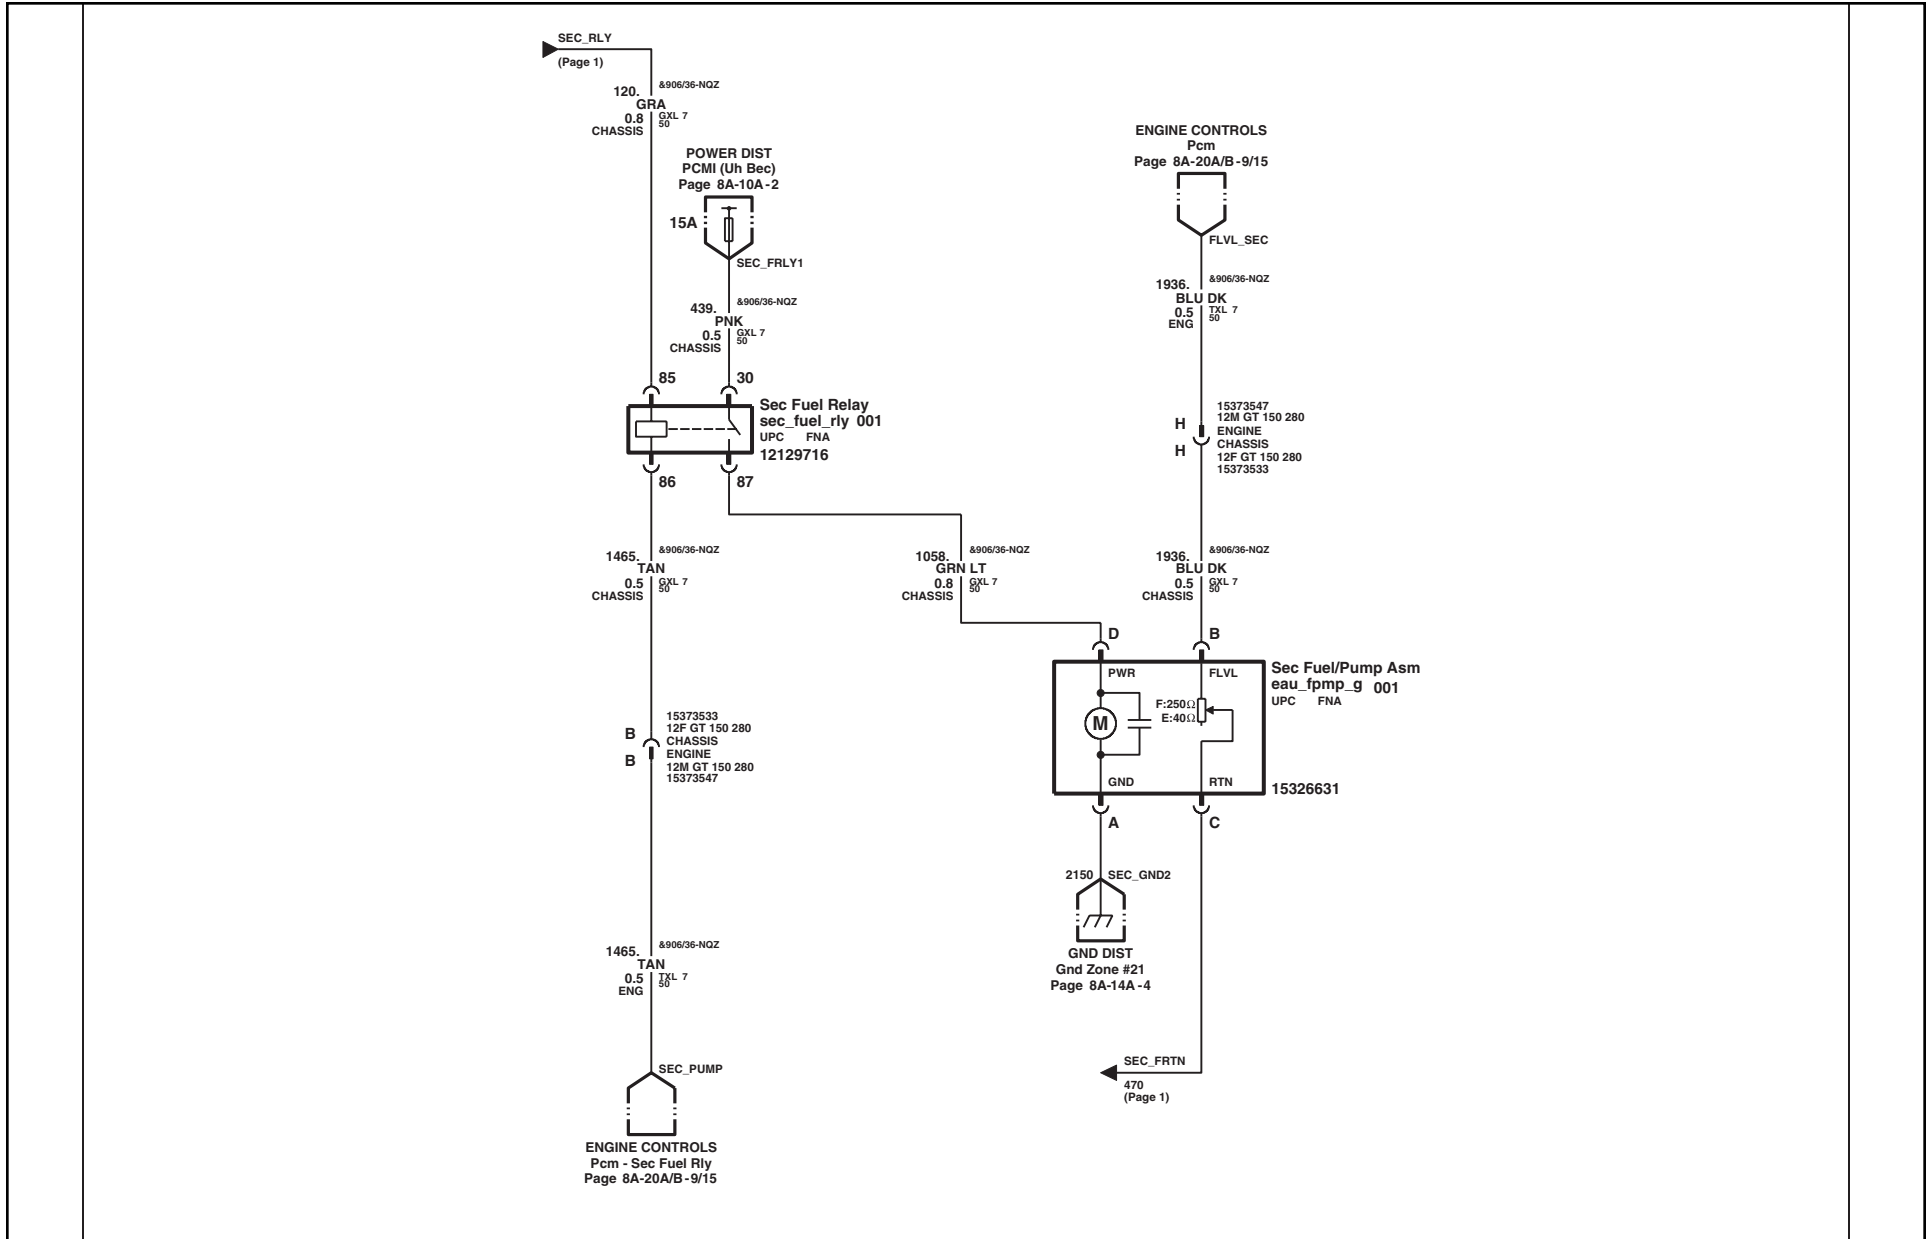 SEC_RLY
(Page 1)
120.
&906/36-NQZ
GRA
0.8
GXL 7
50
CHASSIS
POWER DIST
PCMI (Uh Bec)
Page 8A-10A-2
15A
SEC_FRLY1
439.
&906/36-NQZ
PNK
0.5
GXL 7
50
CHASSIS
85
30
Sec Fuel Relay
sec_fuel_rly 001
UPC FNA
12129716
86
87
1465.
&906/36-NQZ
TAN
0.5
GXL 7
50
CHASSIS
B
B
15373533
12F GT 150 280
CHASSIS
ENGINE
12M GT 150 280
15373547
1465.
&906/36-NQZ
TAN
0.5
TXL 7
50
ENG
SEC_PUMP
ENGINE CONTROLS
Pcm - Sec Fuel Rly
Page 8A-20A/B-9/15
1058.
&906/36-NQZ
GRN LT
0.8
GXL 7
50
CHASSIS
ENGINE CONTROLS
Pcm
Page 8A-20A/B-9/15
FLVL_SEC
1936.
&906/36-NQZ
BLU DK
0.5
TXL 7
50
ENG
H
H
15373547
12M GT 150 280
ENGINE
CHASSIS
12F GT 150 280
15373533
1936.
&906/36-NQZ
BLU DK
0.5
GXL 7
50
CHASSIS
D
B
PWR
FLVL
Sec Fuel/Pump Asm
eau_fpmp_g 001
UPC FNA
M
F:250Ω
E:40Ω
GND
RTN
15326631
A
C
2150
SEC_GND2
GND DIST
Gnd Zone #21
Page 8A-14A-4
SEC_FRTN
470
(Page 1)